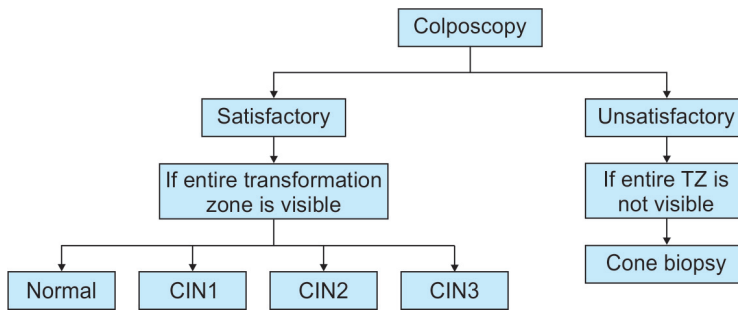 Colposcopy
Satisfactory
Unsatisfactory
If entire transformation
zone is visible
If entire TZ is
not visible
Cone biopsy
Normal
CIN1
CIN2
CIN3